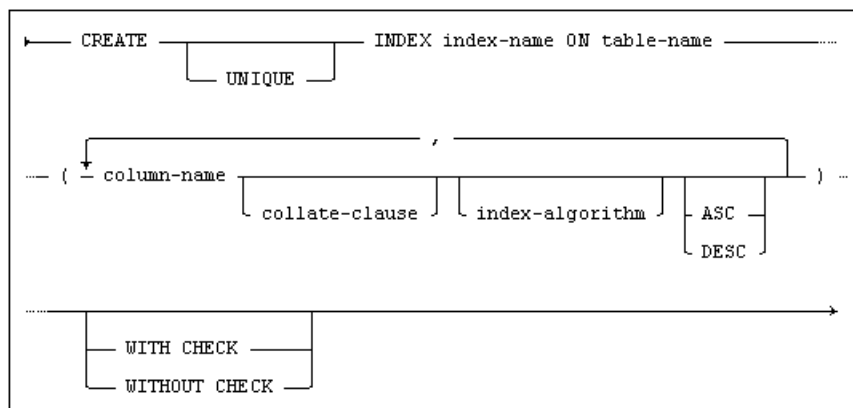 CREATE INDEX index-name ON table-name
UNIQUE
,
( column-name )
collate-clause index-algorithm ASC
DESC
WITH CHECK
WITHOUT CHECK